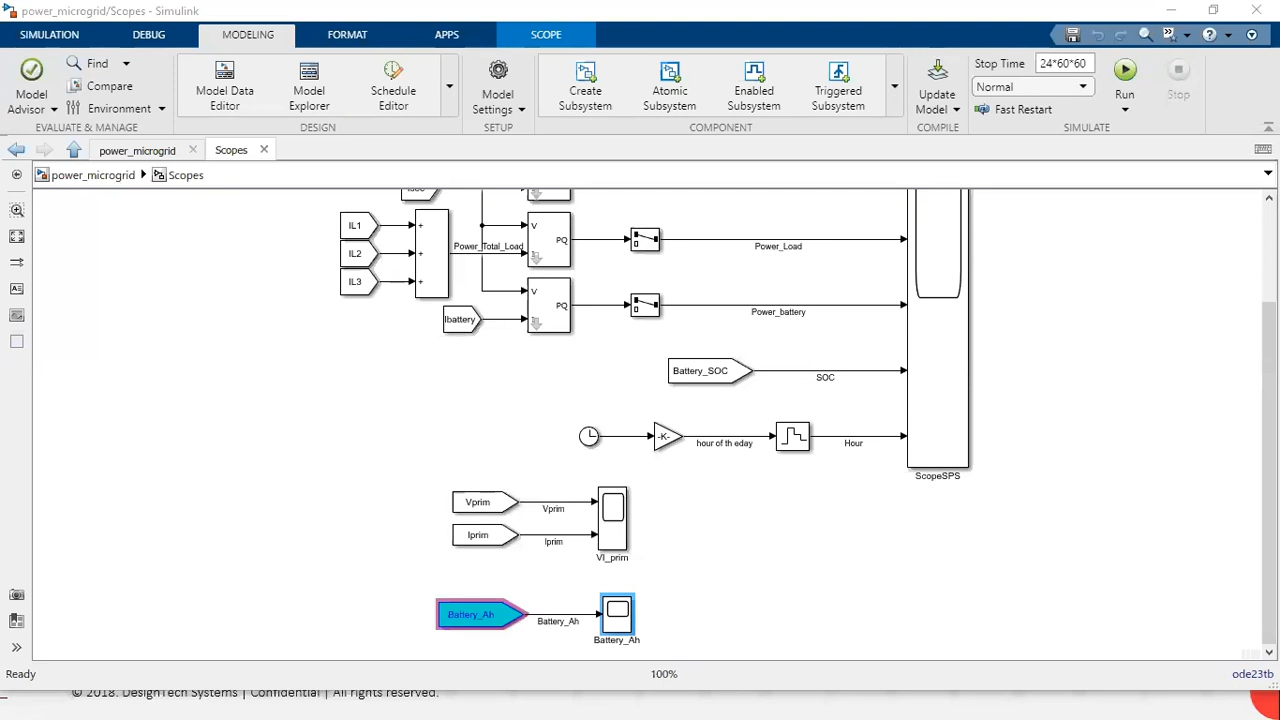 power_microgrid/Scopes - Simulink
SIMULATION DEBUG MODELING FORMAT APPS SCOPE
Model Advisor
Find
Compare
Environment
EVALUATE & MANAGE
Model Data Editor
Model Explorer
Schedule Editor
DESIGN
Model Settings
SETUP
Create Subsystem
Atomic Subsystem
Enabled Subsystem
Triggered Subsystem
COMPONENT
Update Model
COMPILE
Stop Time 24*60*60
Normal
Fast Restart
Run
Stop
SIMULATE
power_microgrid
Scopes
power_microgrid Scopes
IL1
IL2
IL3
+
+
+
Power_Total_Load
V
PQ
Power_Load
V
PQ
Power_battery
Ibattery
Battery_SOC
SOC
-K-
hour of th eday
Hour
ScopeSPS
Vprim
Vprim
Iprim
Iprim
VI_prim
Battery_Ah
Battery_Ah
Battery_Ah
Ready 100% ode23tb
© 2018. DesignTech Systems | Confidential | All rights reserved.